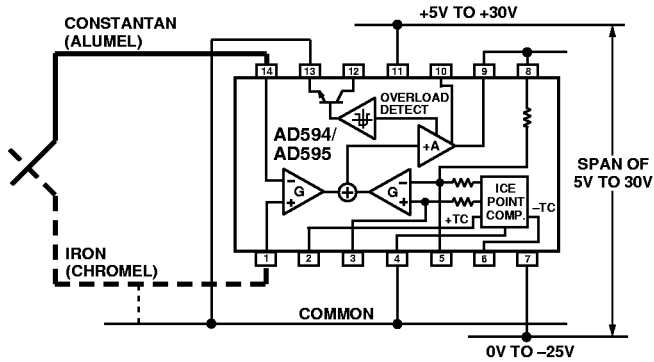 CONSTANTAN
(ALUMEL)
+5V TO +30V
14
13
12
11
10
9
8
OVERLOAD
DETECT
AD594/
AD595
+A
SPAN OF
5V TO 30V
–
G
+
–
G
+
ICE
POINT
COMP.
–TC
+TC
IRON
(CHROMEL)
1
2
3
4
5
6
7
COMMON
0V TO –25V